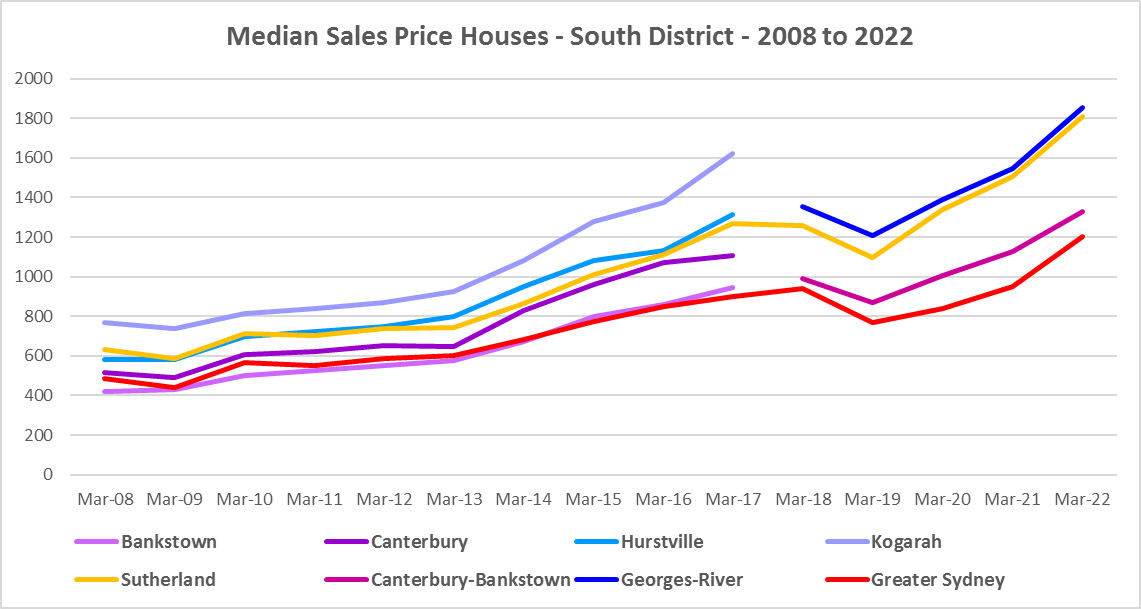 Median Sales Price Houses - South District - 2008 to 2022
2000
1800
1600
1400
1200
1000
800
600
400
200
0
Mar-08 Mar-09 Mar-10 Mar-11 Mar-12 Mar-13 Mar-14 Mar-15 Mar-16 Mar-17 Mar-18 Mar-19 Mar-20 Mar-21 Mar-22
Bankstown Canterbury Hurstville Kogarah
Sutherland Canterbury-Bankstown Georges-River Greater Sydney